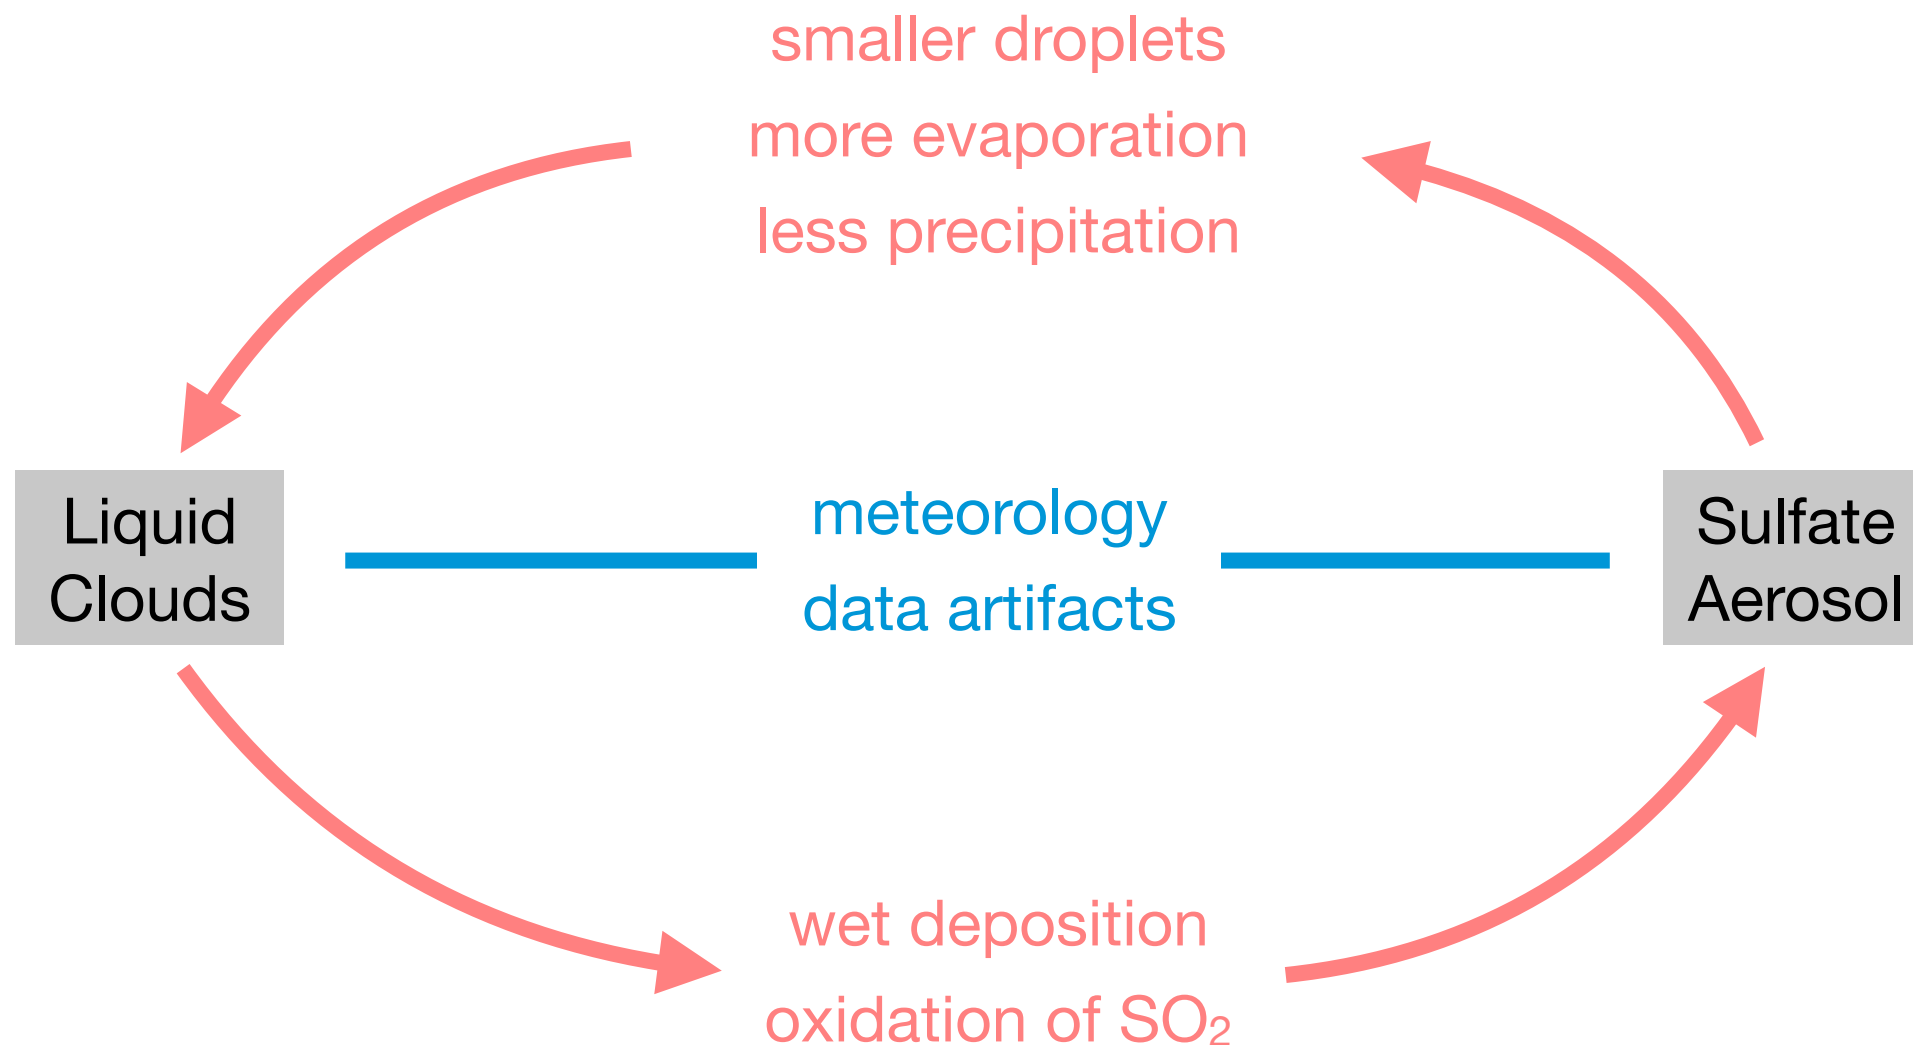 smaller droplets
more evaporation
less precipitation
Liquid
Clouds
meteorology
data artifacts
Sulfate
Aerosol
wet deposition
oxidation of SO₂